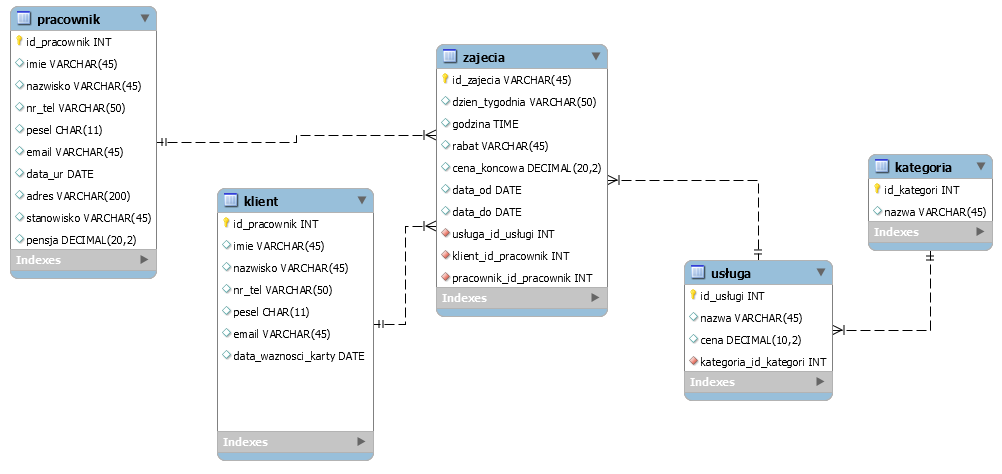 pracownik
id_pracownik INT
imie VARCHAR(45)
nazwisko VARCHAR(45)
nr_tel VARCHAR(50)
pesel CHAR(11)
email VARCHAR(45)
data_ur DATE
adres VARCHAR(200)
stanowisko VARCHAR(45)
pensja DECIMAL(20,2)
Indexes
klient
id_pracownik INT
imie VARCHAR(45)
nazwisko VARCHAR(45)
nr_tel VARCHAR(50)
pesel CHAR(11)
email VARCHAR(45)
data_waznosci_karty DATE
Indexes
zajecia
id_zajecia VARCHAR(45)
dzien_tygodnia VARCHAR(50)
godzina TIME
rabat VARCHAR(45)
cena_koncowa DECIMAL(20,2)
data_od DATE
data_do DATE
usługa_id_usługi INT
klient_id_pracownik INT
pracownik_id_pracownik INT
Indexes
usługa
id_usługi INT
nazwa VARCHAR(45)
cena DECIMAL(10,2)
kategoria_id_kategori INT
Indexes
kategoria
id_kategori INT
nazwa VARCHAR(45)
Indexes